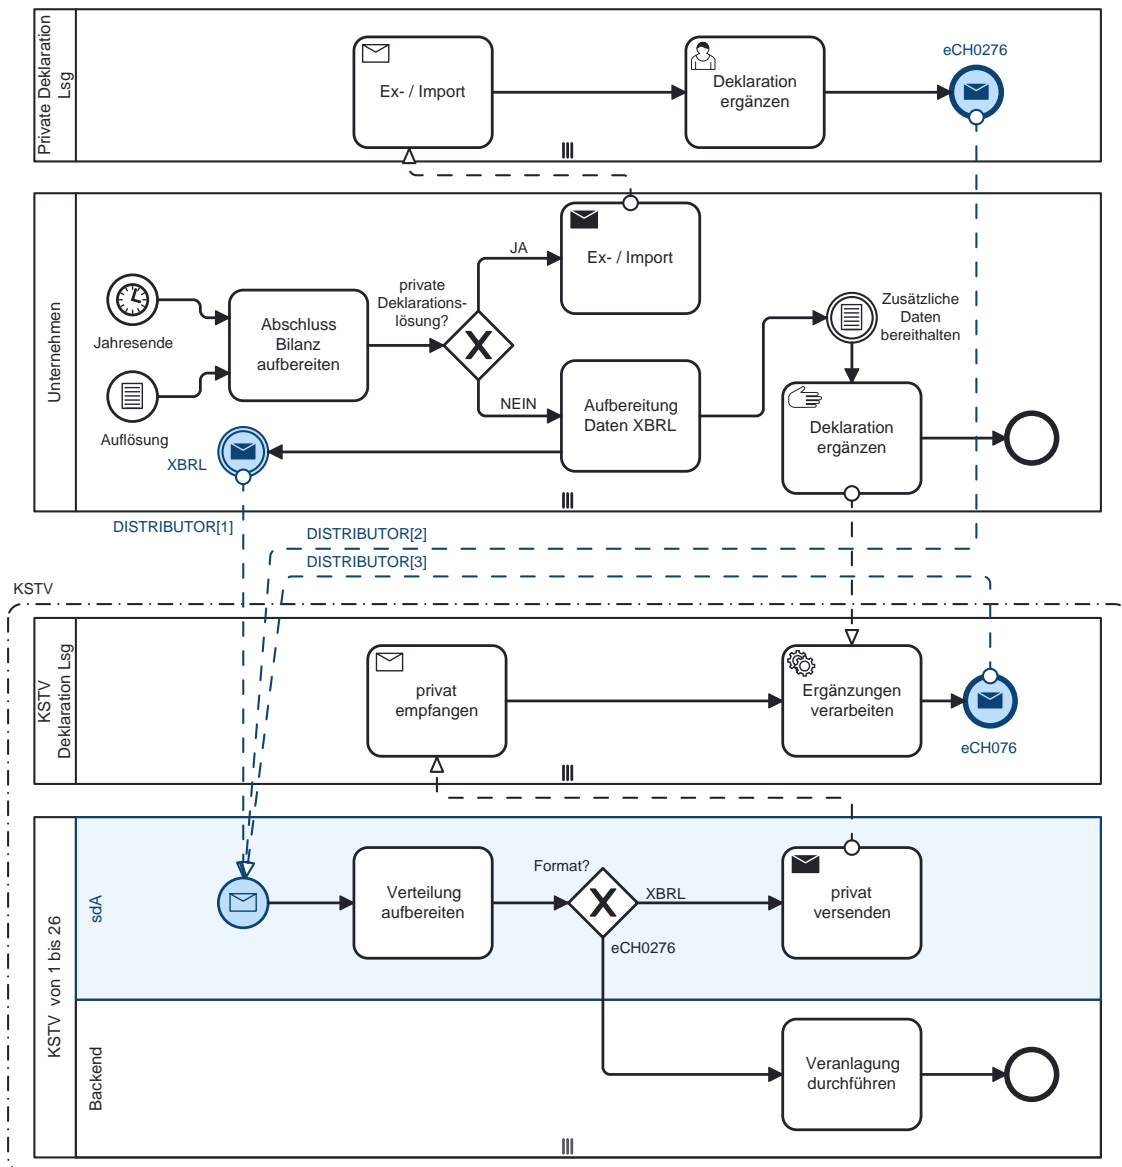 Private Deklaration
Lsg
Ex- / Import
Deklaration
ergänzen
eCH0276
Unternehmen
Jahresende
Auflösung
Abschluss
Bilanz
aufbereiten
private
Deklarations-
lösung?
JA
NEIN
Ex- / Import
Aufbereitung
Daten XBRL
Zusätzliche
Daten
bereithalten
Deklaration
ergänzen
XBRL
DISTRIBUTOR[1]
DISTRIBUTOR[2]
DISTRIBUTOR[3]
KSTV
KSTV
Deklaration Lsg
privat
empfangen
Ergänzungen
verarbeiten
eCH076
KSTV von 1 bis 26
sdA
Verteilung
aufbereiten
Format?
XBRL
eCH0276
privat
versenden
Backend
Veranlagung
durchführen